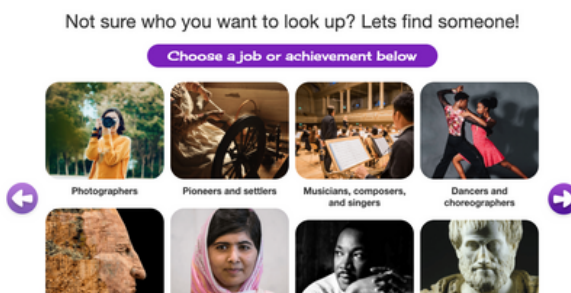 Not sure who you want to look up? Lets find someone!
Choose a job or achievement below
Photographers
Pioneers and settlers
Musicians, composers,
and singers
Dancers and
choreographers